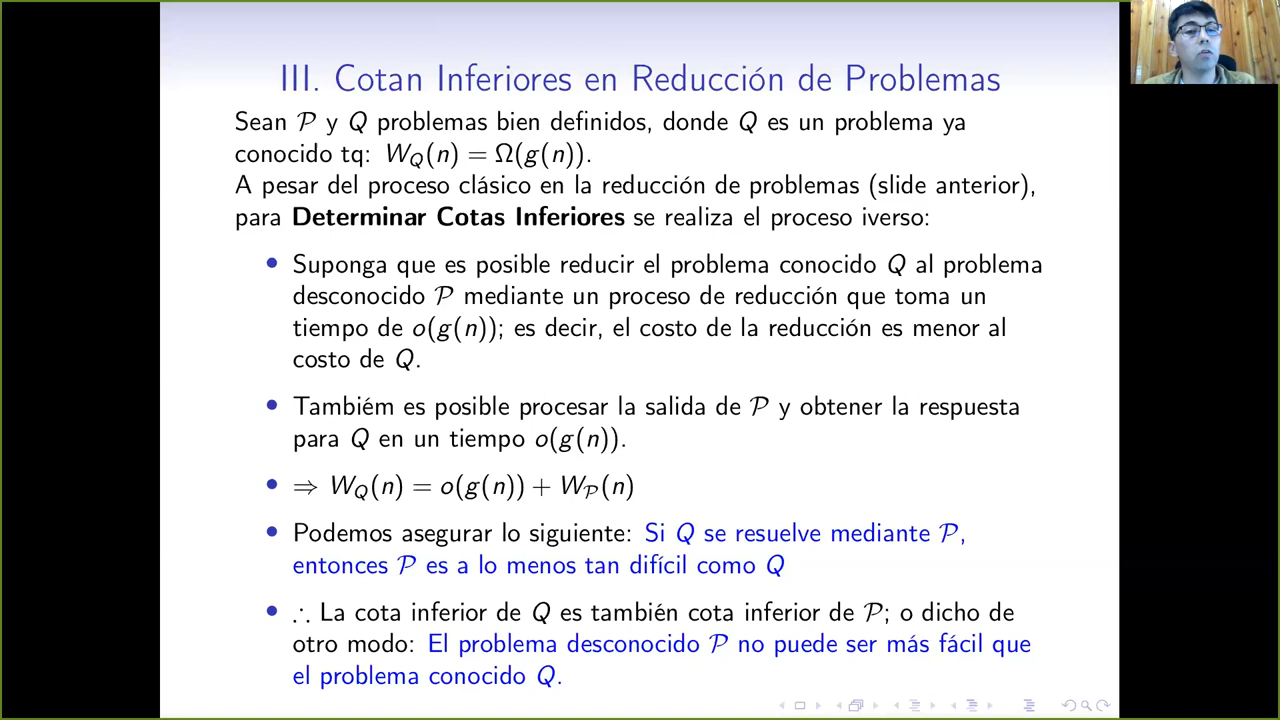 III. Cotan Inferiores en Reducción de Problemas
Sean 𝒫 y Q problemas bien definidos, donde Q es un problema ya
conocido tq: W_Q(n) = Ω(g(n)).
A pesar del proceso clásico en la reducción de problemas (slide anterior),
para Determinar Cotas Inferiores se realiza el proceso iverso:
• Suponga que es posible reducir el problema conocido Q al problema
desconocido 𝒫 mediante un proceso de reducción que toma un
tiempo de o(g(n)); es decir, el costo de la reducción es menor al
costo de Q.
• Tambiém es posible procesar la salida de 𝒫 y obtener la respuesta
para Q en un tiempo o(g(n)).
• ⇒ W_Q(n) = o(g(n)) + W_𝒫(n)
• Podemos asegurar lo siguiente: Si Q se resuelve mediante 𝒫,
entonces 𝒫 es a lo menos tan difícil como Q
• ∴ La cota inferior de Q es también cota inferior de 𝒫; o dicho de
otro modo: El problema desconocido 𝒫 no puede ser más fácil que
el problema conocido Q.